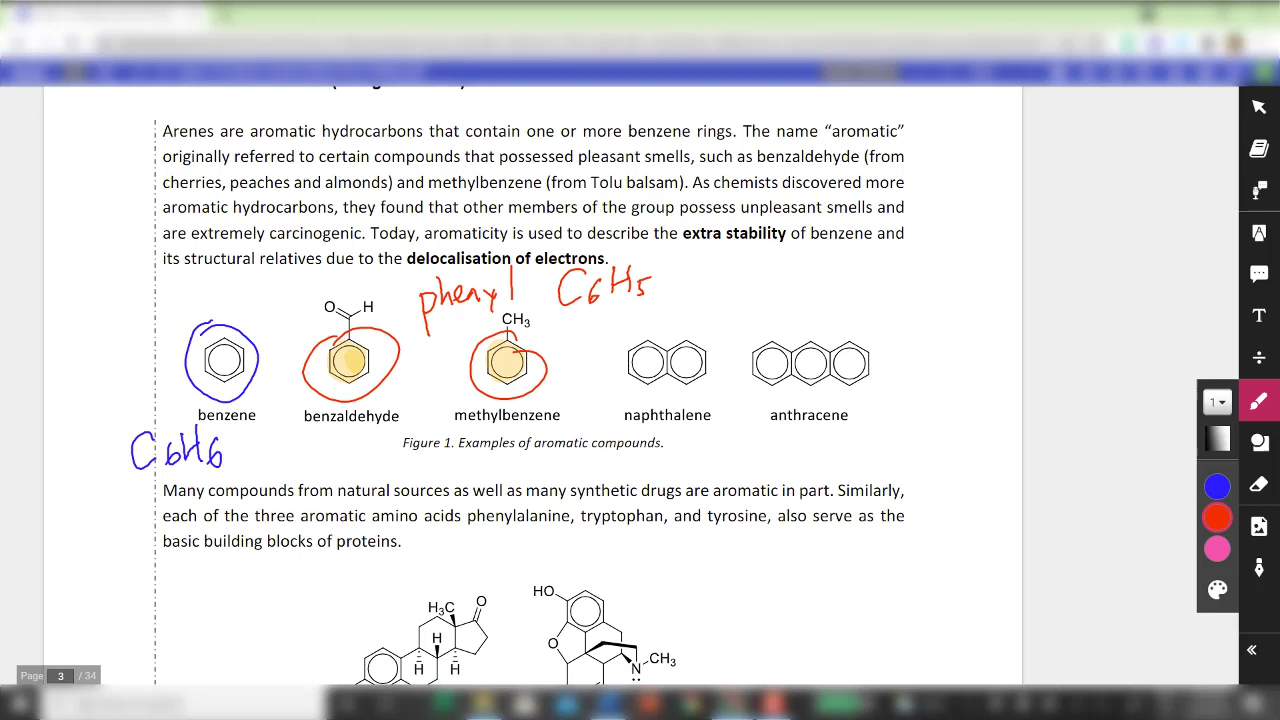 Arenes are aromatic hydrocarbons that contain one or more benzene rings. The name “aromatic”
originally referred to certain compounds that possessed pleasant smells, such as benzaldehyde (from
cherries, peaches and almonds) and methylbenzene (from Tolu balsam). As chemists discovered more
aromatic hydrocarbons, they found that other members of the group possess unpleasant smells and
are extremely carcinogenic. Today, aromaticity is used to describe the extra stability of benzene and
its structural relatives due to the delocalisation of electrons.
phenyl C6H5
O H
CH3
benzene benzaldehyde methylbenzene naphthalene anthracene
Figure 1. Examples of aromatic compounds.
C6H6
Many compounds from natural sources as well as many synthetic drugs are aromatic in part. Similarly,
each of the three aromatic amino acids phenylalanine, tryptophan, and tyrosine, also serve as the
basic building blocks of proteins.
HO
H3C O
H
O
H H
N CH3
Page 3 / 34
1
T